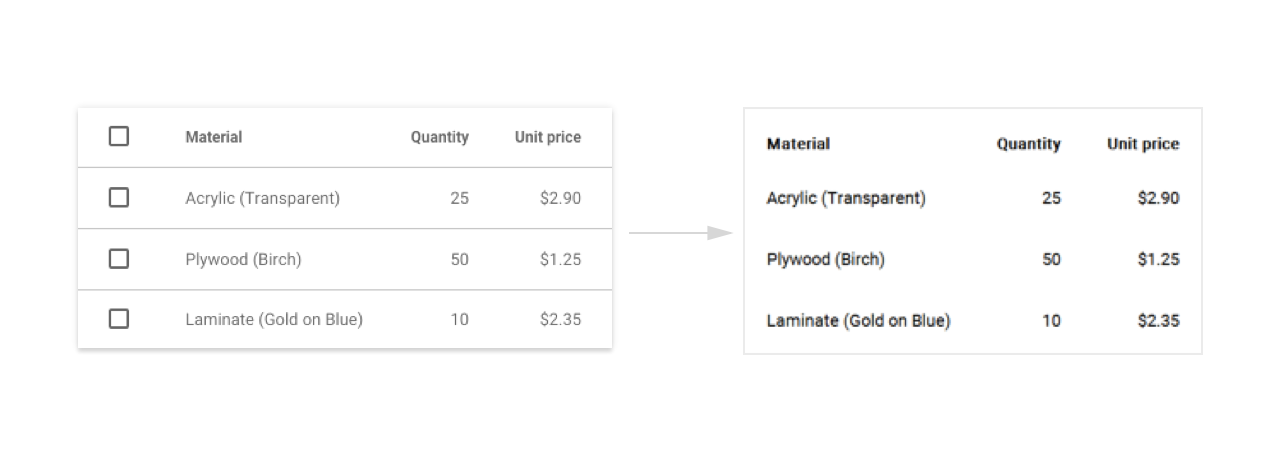 Material Quantity Unit price
Acrylic (Transparent) 25 $2.90
Plywood (Birch) 50 $1.25
Laminate (Gold on Blue) 10 $2.35
Material Quantity Unit price
Acrylic (Transparent) 25 $2.90
Plywood (Birch) 50 $1.25
Laminate (Gold on Blue) 10 $2.35